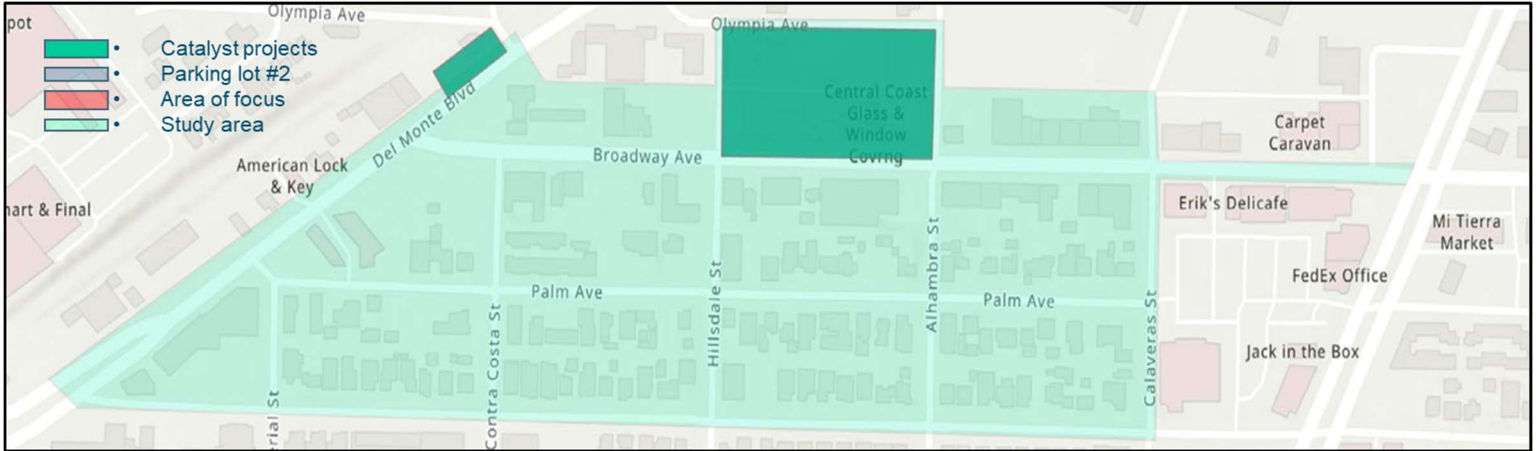 Olympia Ave
Olympia Ave
pot
• Catalyst projects
• Parking lot #2
• Area of focus
• Study area
Central Coast
Glass &
Window
Covrng
Carpet
Caravan
Del Monte Blvd
Broadway Ave
American Lock
& Key
nart & Final
Erik's Delicafe
Mi Tierra
Market
FedEx Office
Palm Ave
Palm Ave
Hillsdale St
Alhambra St
Calaveras St
Contra Costa St
erial St
Jack in the Box